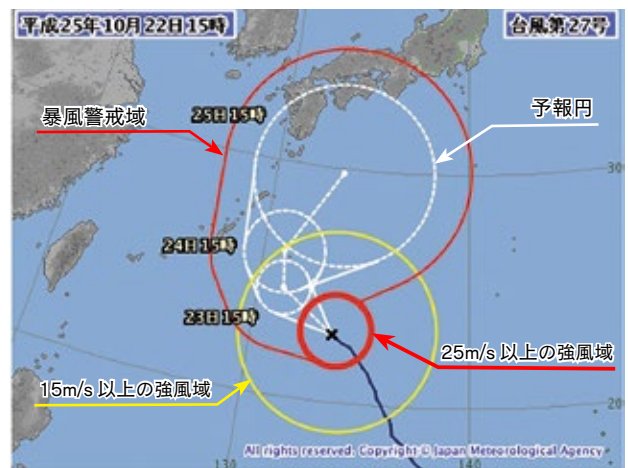 平成25年10月22日15時
台風第27号
25日15時
暴風警戒域
予報円
30
24日15時
23日15時
25m/s 以上の強風域
15m/s 以上の強風域
20
All rights reserved. Copyright © Japan Meteorological Agency
130
140